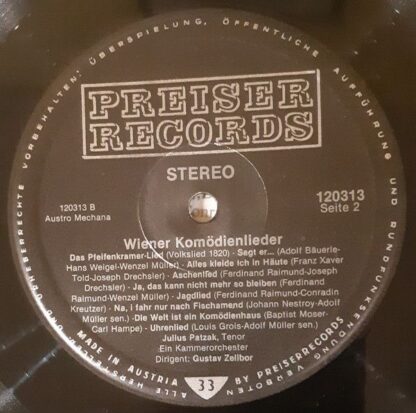 ALLE HERSTELLER- UND
URHEBERRECHTE VORBEHALTEN: ÜBERSPIELUNG, ÖFFENTLICHE AUFFÜHRUNG UND RUNDFUNKSENDUNG VERBOTEN
PREISER
RECORDS
STEREO
120313 B
Austro Mechana
120313
Seite 2
Wiener Komödienlieder
Das Pfeifenkramer-Lied (Volkslied 1820) · Sagt er... (Adolf Bäuerle-
Hans Weigel-Wenzel Müller) · Alles kleide ich in Häute (Franz Xaver
Told-Joseph Drechsler) · Aschenlied (Ferdinand Raimund-Joseph
Drechsler) · Ja, das kann nicht mehr so bleiben (Ferdinand
Raimund-Wenzel Müller) · Jagdlied (Ferdinand Raimund-Conradin
Kreutzer) · Na, i fahr nur nach Fischamend (Johann Nestroy-Adolf
Müller sen.) · Die Welt ist ein Komödienhaus (Baptist Moser-
Carl Hampe) · Uhrenlied (Louis Grois-Adolf Müller sen.)
Julius Patzak, Tenor
Ein Kammerorchester
Dirigent: Gustav Zelibor
MADE IN AUSTRIA
33
BY PREISERRECORDS